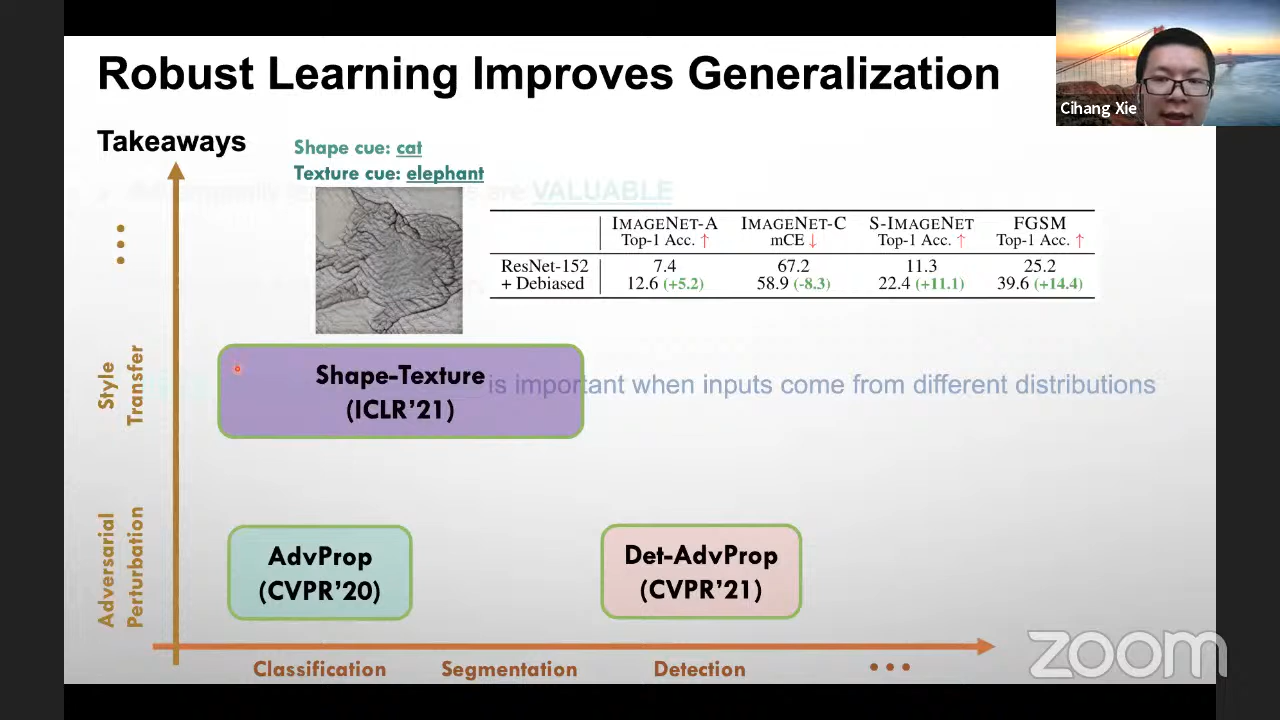 Robust Learning Improves Generalization
Cihang Xie
Takeaways
Shape cue: cat
Texture cue: elephant
are VALUABLE
IMAGENET-A IMAGENET-C S-IMAGENET FGSM
Top-1 Acc. ↑ mCE ↓ Top-1 Acc. ↑ Top-1 Acc. ↑
ResNet-152 7.4 67.2 11.3 25.2
+ Debiased 12.6 (+5.2) 58.9 (-8.3) 22.4 (+11.1) 39.6 (+14.4)
Style
Transfer
Shape-Texture
(ICLR'21)
is important when inputs come from different distributions
Adversarial
Perturbation
AdvProp
(CVPR'20)
Det-AdvProp
(CVPR'21)
Classification Segmentation Detection
zoom